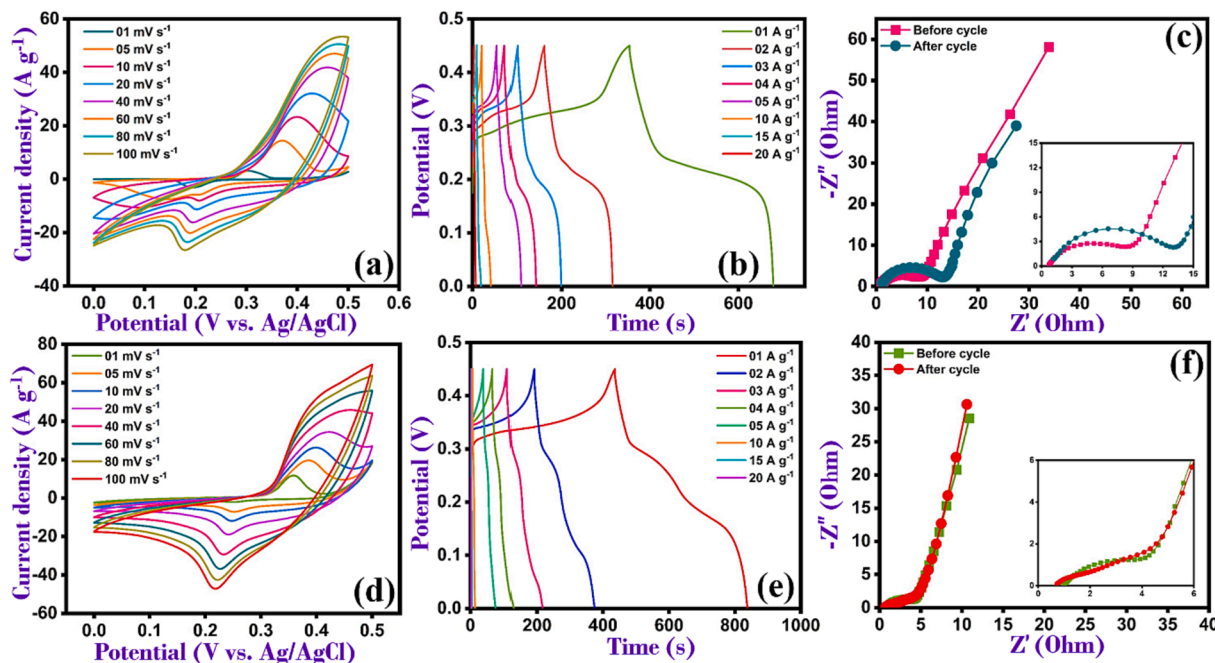 01 mV s⁻¹
05 mV s⁻¹
10 mV s⁻¹
20 mV s⁻¹
40 mV s⁻¹
60 mV s⁻¹
80 mV s⁻¹
100 mV s⁻¹
60
40
20
0
-20
-40
Current density (A g⁻¹)
(a)
0.0 0.1 0.2 0.3 0.4 0.5 0.6
Potential (V vs. Ag/AgCl)
01 A g⁻¹
02 A g⁻¹
03 A g⁻¹
04 A g⁻¹
05 A g⁻¹
10 A g⁻¹
15 A g⁻¹
20 A g⁻¹
0.5
0.4
0.3
0.2
0.1
0.0
Potential (V)
(b)
0 200 400 600
Time (s)
Before cycle
After cycle
(c)
60
50
40
30
20
10
0
-Z" (Ohm)
15
12
9
6
3
0
0 3 6 9 12 15
0 10 20 30 40 50 60
Z' (Ohm)
01 mV s⁻¹
05 mV s⁻¹
10 mV s⁻¹
20 mV s⁻¹
40 mV s⁻¹
60 mV s⁻¹
80 mV s⁻¹
100 mV s⁻¹
80
60
40
20
0
-20
-40
-60
Current density (A g⁻¹)
(d)
0.0 0.1 0.2 0.3 0.4 0.5
Potential (V vs. Ag/AgCl)
01 A g⁻¹
02 A g⁻¹
03 A g⁻¹
04 A g⁻¹
05 A g⁻¹
10 A g⁻¹
15 A g⁻¹
20 A g⁻¹
0.5
0.4
0.3
0.2
0.1
0.0
Potential (V)
(e)
0 200 400 600 800 1000
Time (s)
Before cycle
After cycle
(f)
40
35
30
25
20
15
10
5
0
-Z" (Ohm)
6
4
2
0
0 1 2 4 6
0 5 10 15 20 25 30 35 40
Z' (Ohm)